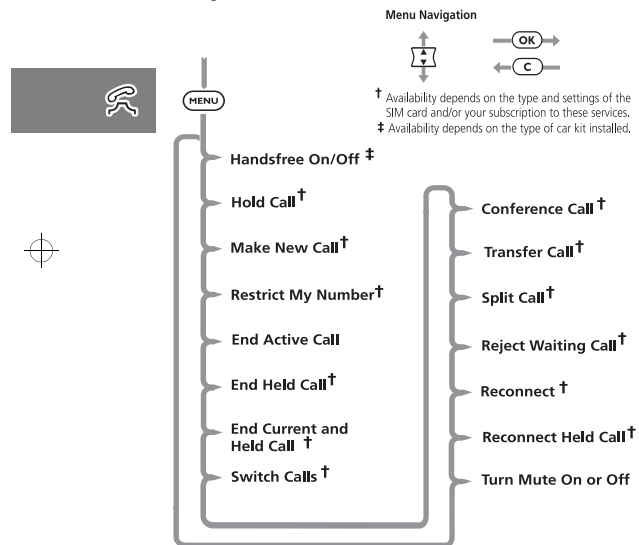 Menu Navigation
OK
C
MENU
† Availability depends on the type and settings of the
SIM card and/or your subscription to these services.
‡ Availability depends on the type of car kit installed.
Handsfree On/Off ‡
Hold Call†
Make New Call†
Restrict My Number†
End Active Call
End Held Call†
End Current and
Held Call †
Switch Calls †
Conference Call†
Transfer Call†
Split Call†
Reject Waiting Call†
Reconnect †
Reconnect Held Call†
Turn Mute On or Off